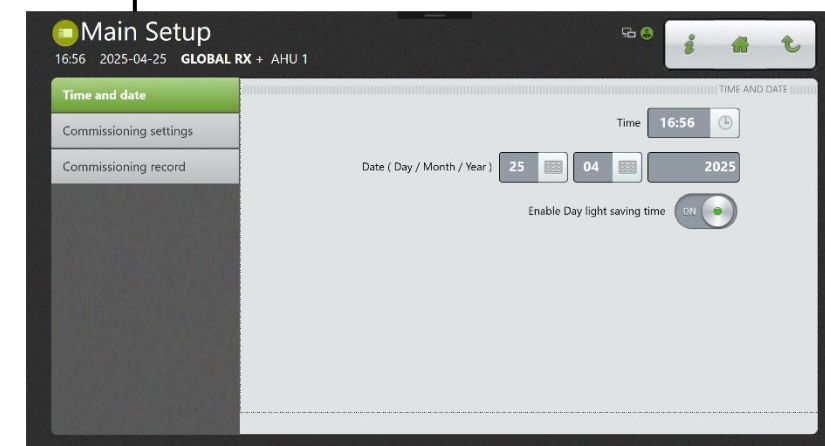 Main Setup
16:56 2025-04-25 GLOBAL RX + AHU 1
Time and date
Commissioning settings
Commissioning record
TIME AND DATE
Time 16:56
Date ( Day / Month / Year ) 25 04 2025
Enable Day light saving time ON